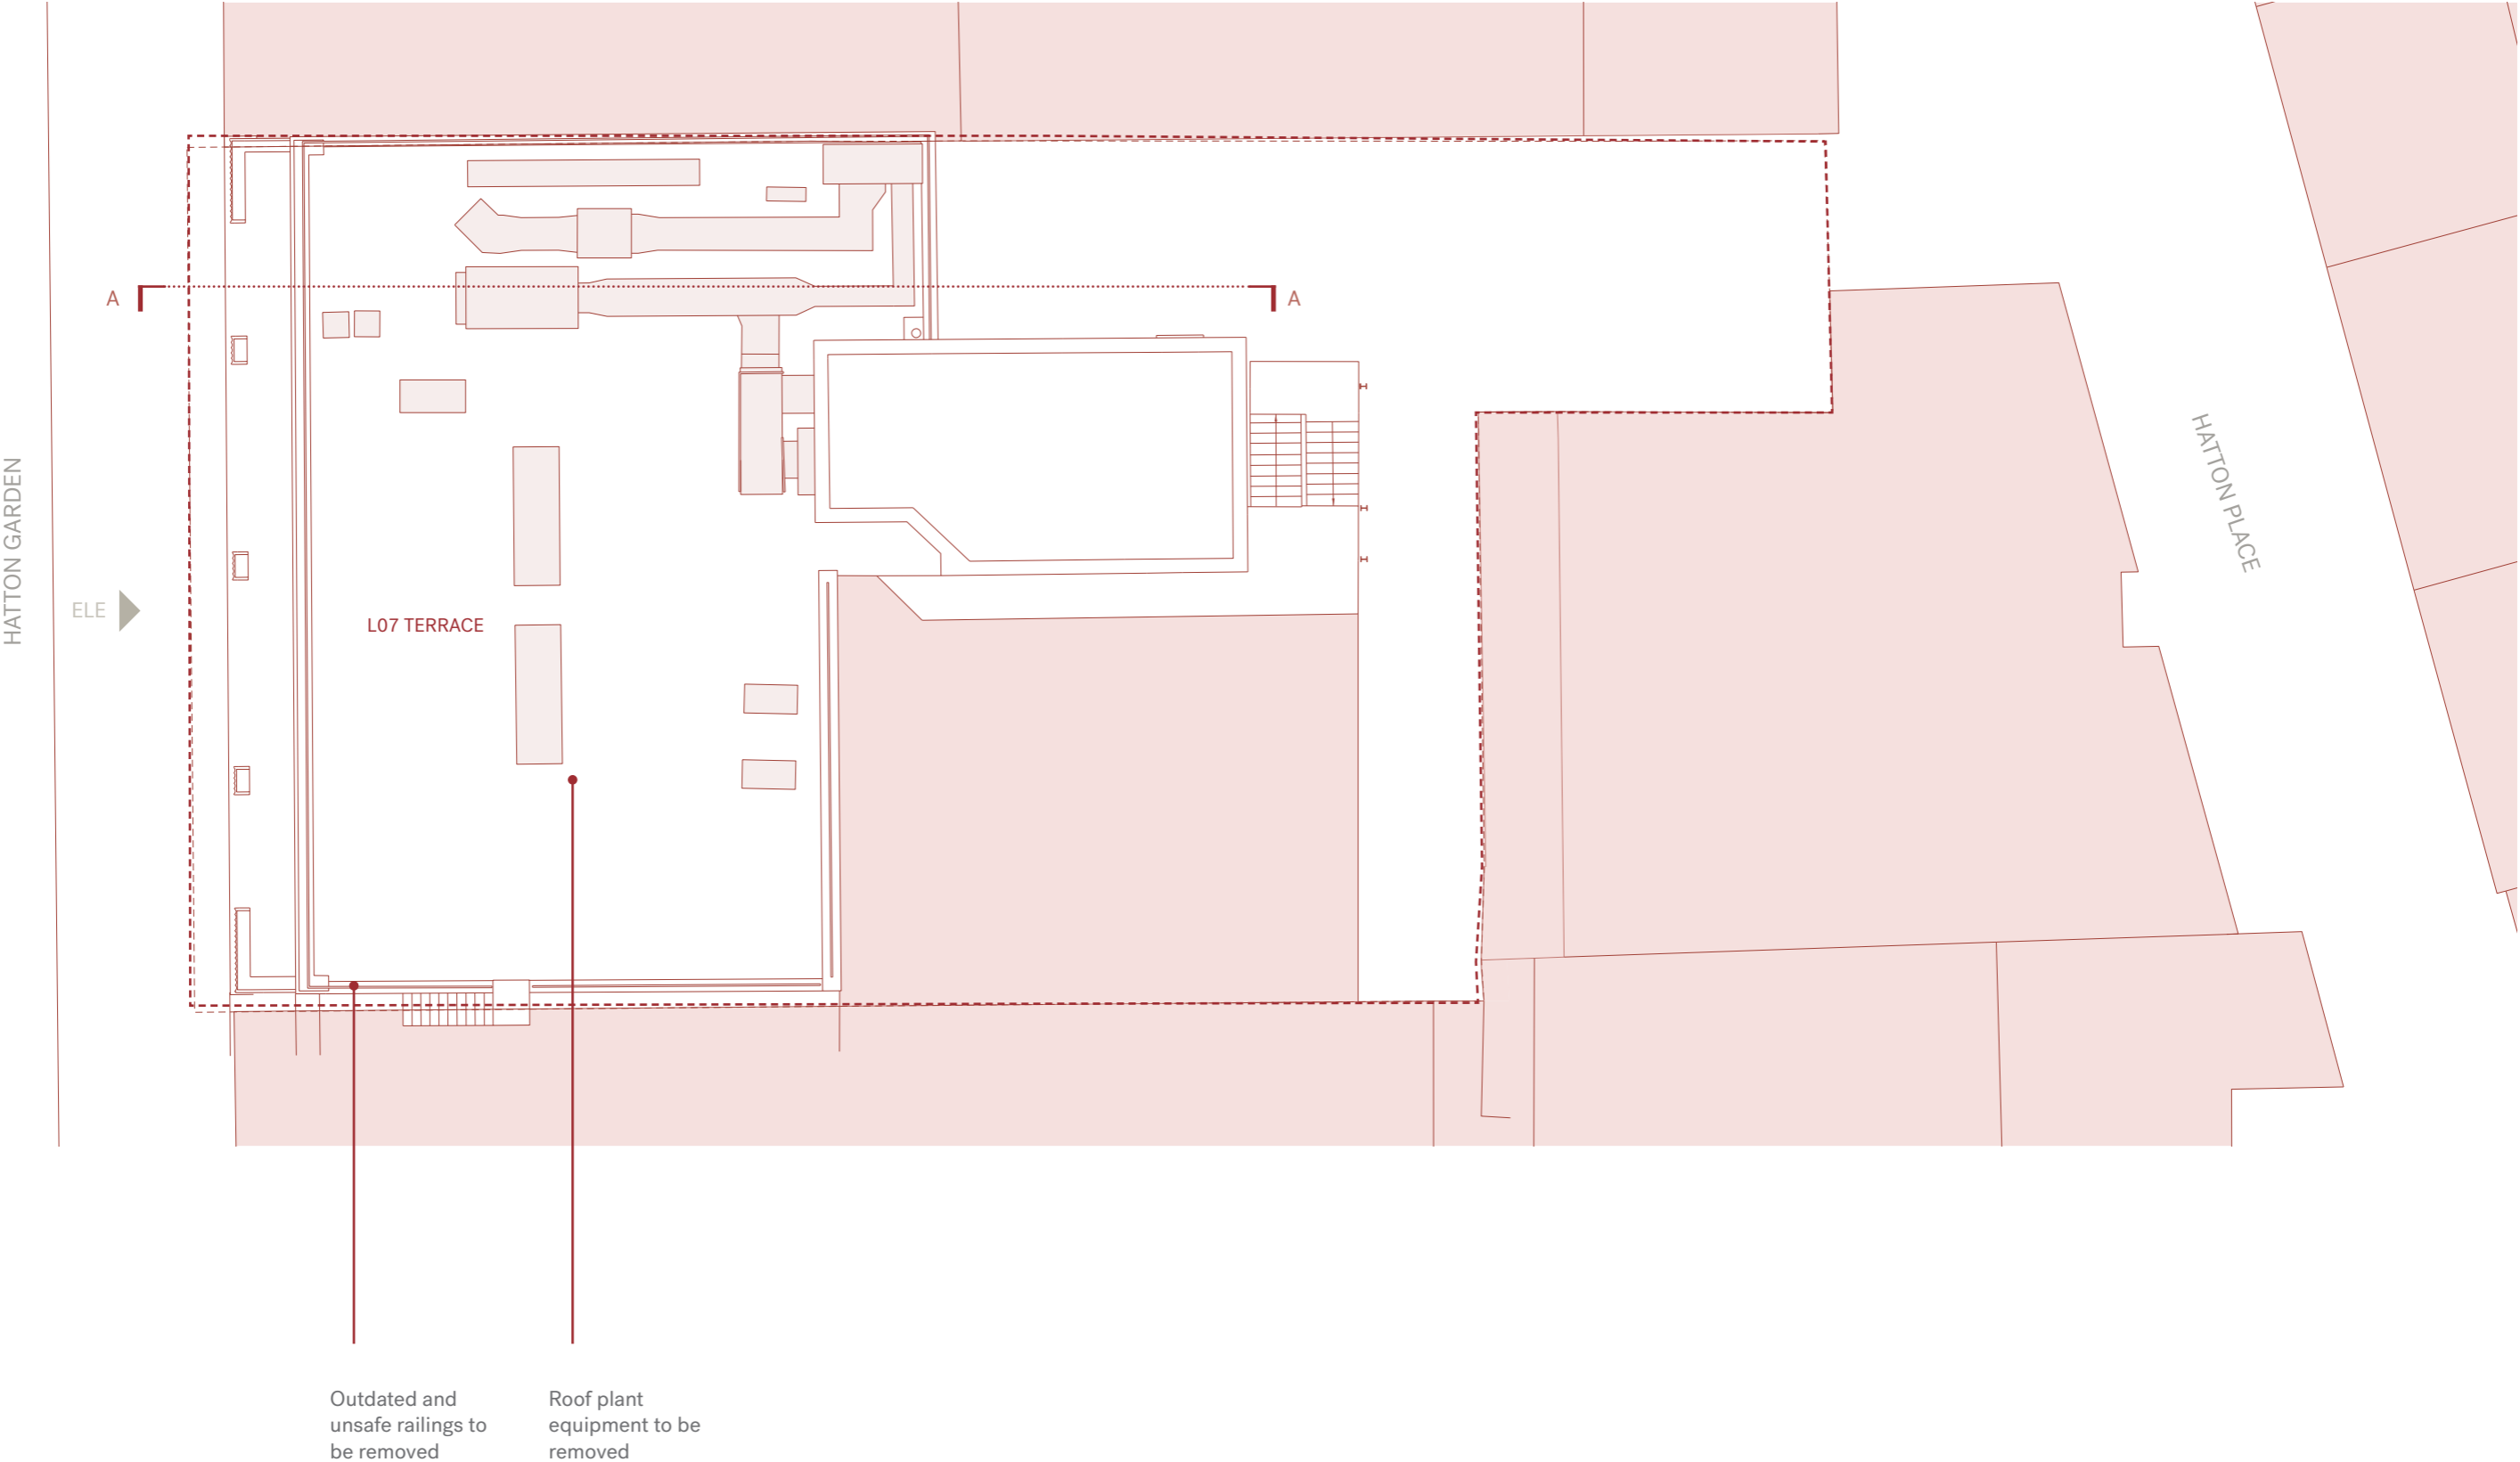 A
A
HATTON GARDEN
HATTON PLACE
ELE
L07 TERRACE
Outdated and
unsafe railings to
be removed
Roof plant
equipment to be
removed